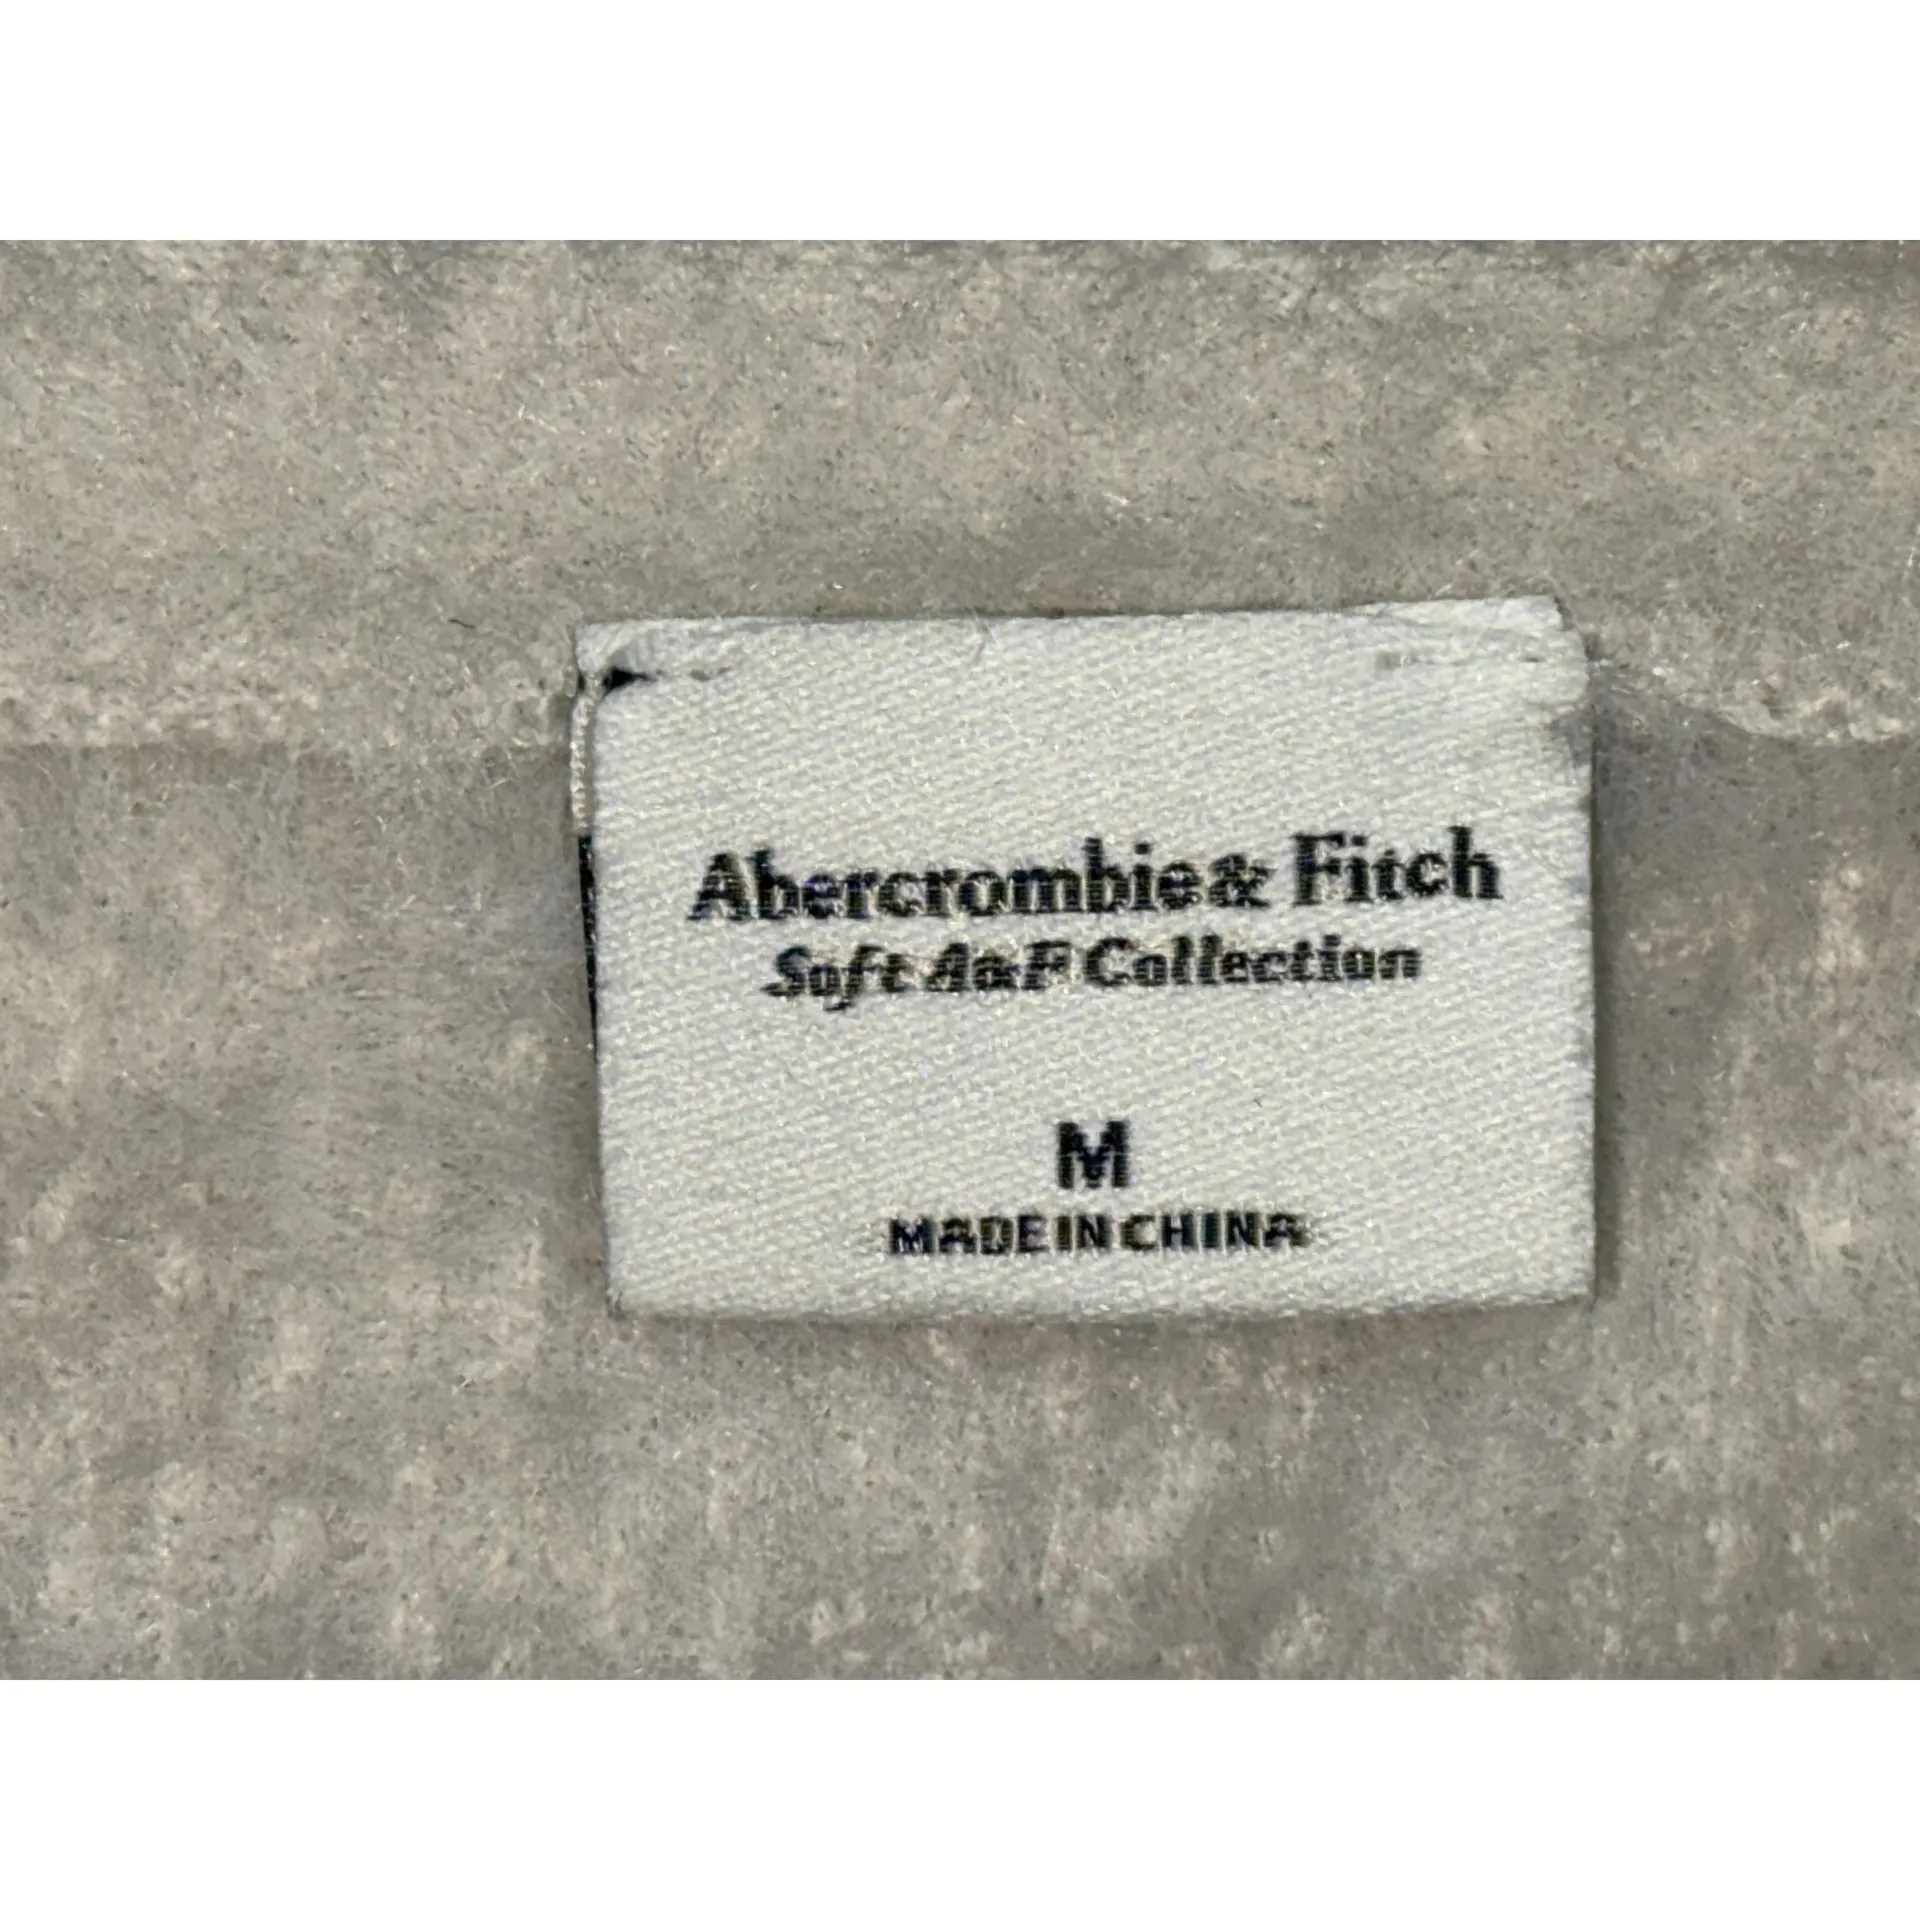 Abercrombie & Fitch
Soft A&F Collection
M
MADE IN CHINA